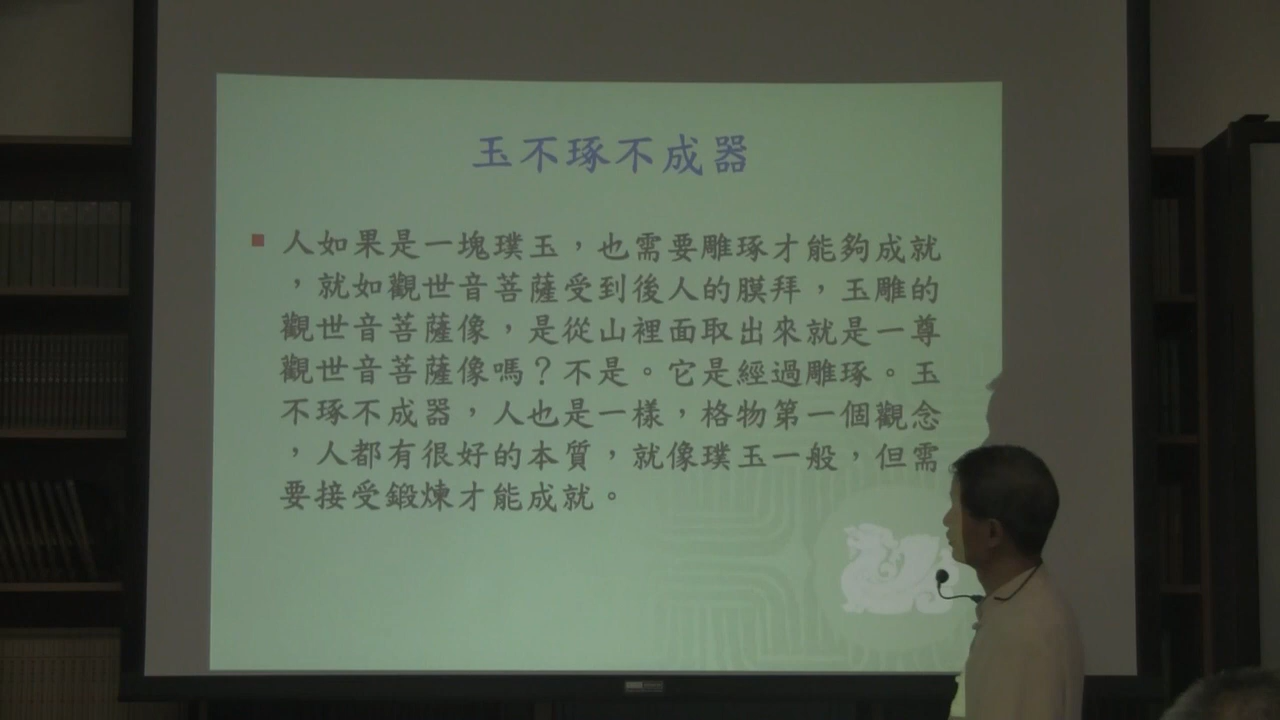 玉不琢不成器
人如果是一塊璞玉，也需要雕琢才能夠成就
，就如觀世音菩薩受到後人的膜拜，玉雕的
觀世音菩薩像，是從山裡面取出來就是一尊
觀世音菩薩像嗎？不是。它是經過雕琢。玉
不琢不成器，人也是一樣，格物第一個觀念
，人都有很好的本質，就像璞玉一般，但需
要接受鍛煉才能成就。